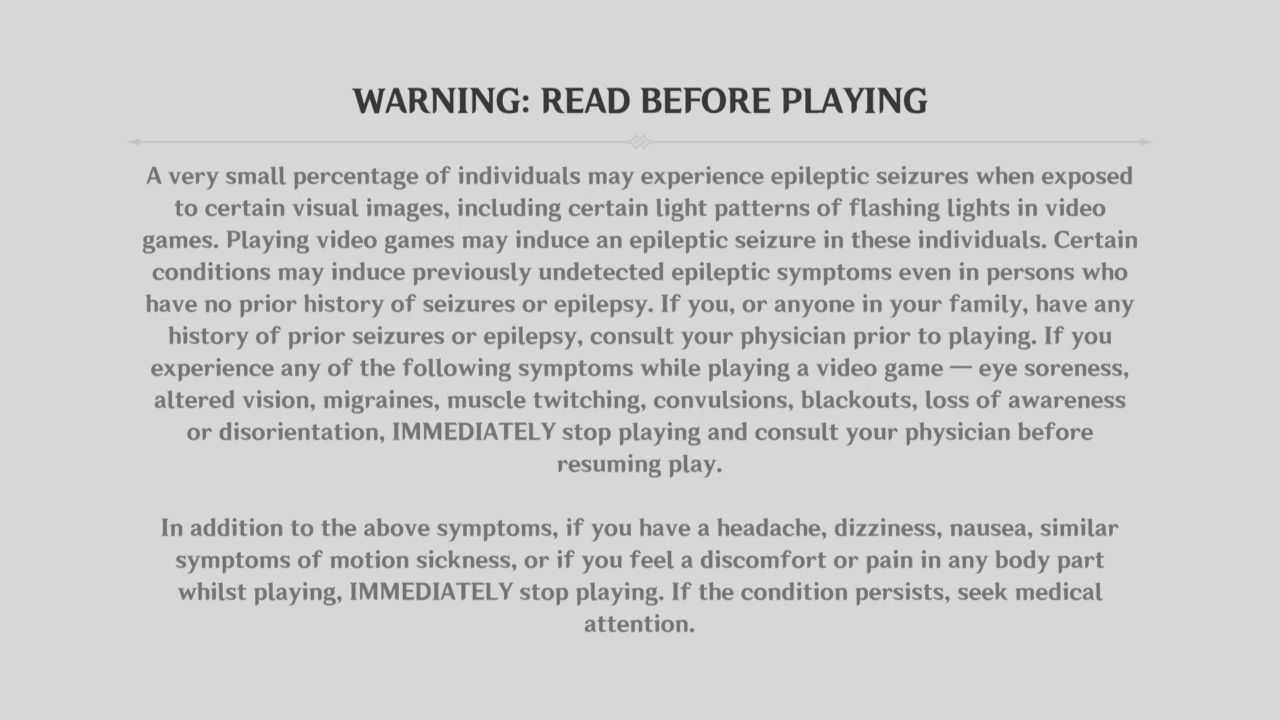 WARNING: READ BEFORE PLAYING
A very small percentage of individuals may experience epileptic seizures when exposed
to certain visual images, including certain light patterns of flashing lights in video
games. Playing video games may induce an epileptic seizure in these individuals. Certain
conditions may induce previously undetected epileptic symptoms even in persons who
have no prior history of seizures or epilepsy. If you, or anyone in your family, have any
history of prior seizures or epilepsy, consult your physician prior to playing. If you
experience any of the following symptoms while playing a video game — eye soreness,
altered vision, migraines, muscle twitching, convulsions, blackouts, loss of awareness
or disorientation, IMMEDIATELY stop playing and consult your physician before
resuming play.
In addition to the above symptoms, if you have a headache, dizziness, nausea, similar
symptoms of motion sickness, or if you feel a discomfort or pain in any body part
whilst playing, IMMEDIATELY stop playing. If the condition persists, seek medical
attention.